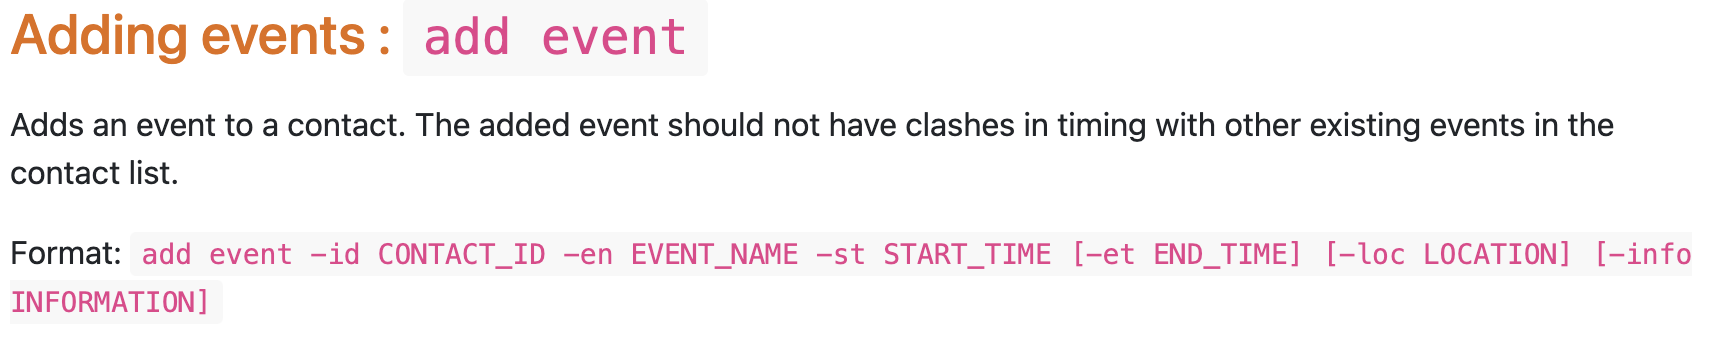 Adding events : add event
Adds an event to a contact. The added event should not have clashes in timing with other existing events in the
contact list.
Format: add event -id CONTACT_ID -en EVENT_NAME -st START_TIME [-et END_TIME] [-loc LOCATION] [-info
INFORMATION]